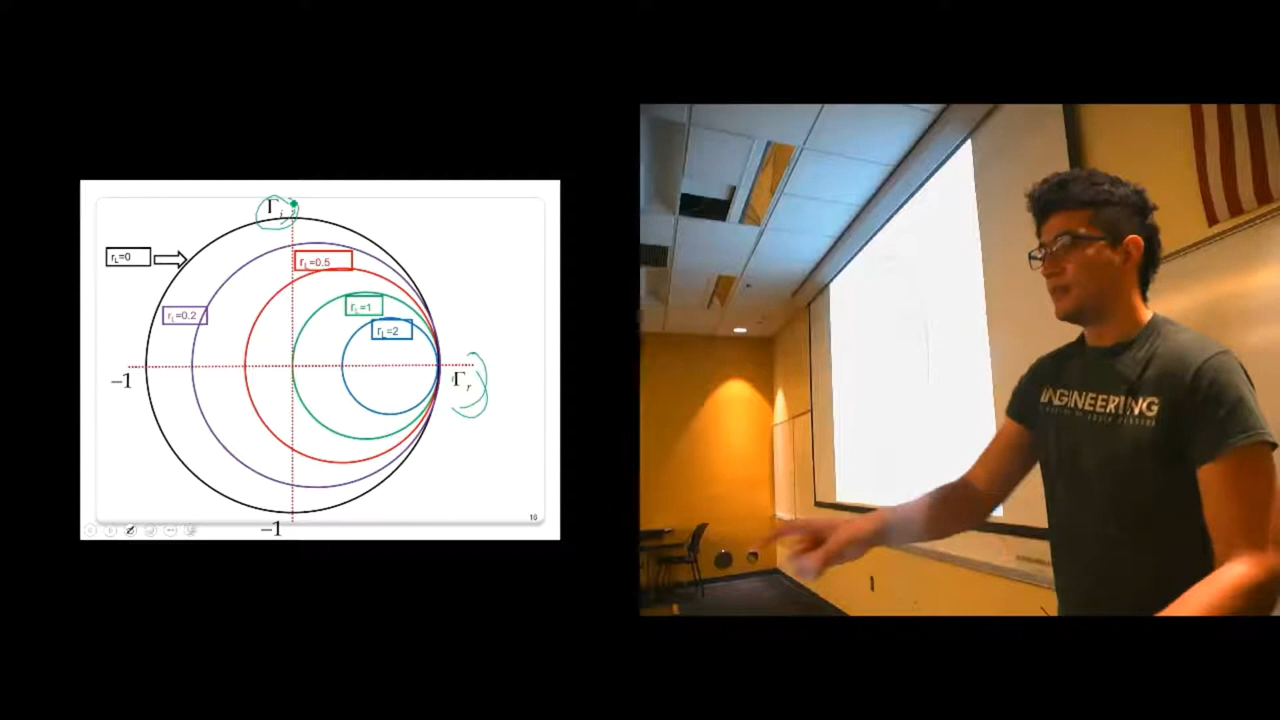 Γi
rL=0
rL=0.5
rL=0.2
rL=1
rL=2
−1
Γr
−1
16
ENGINEERING